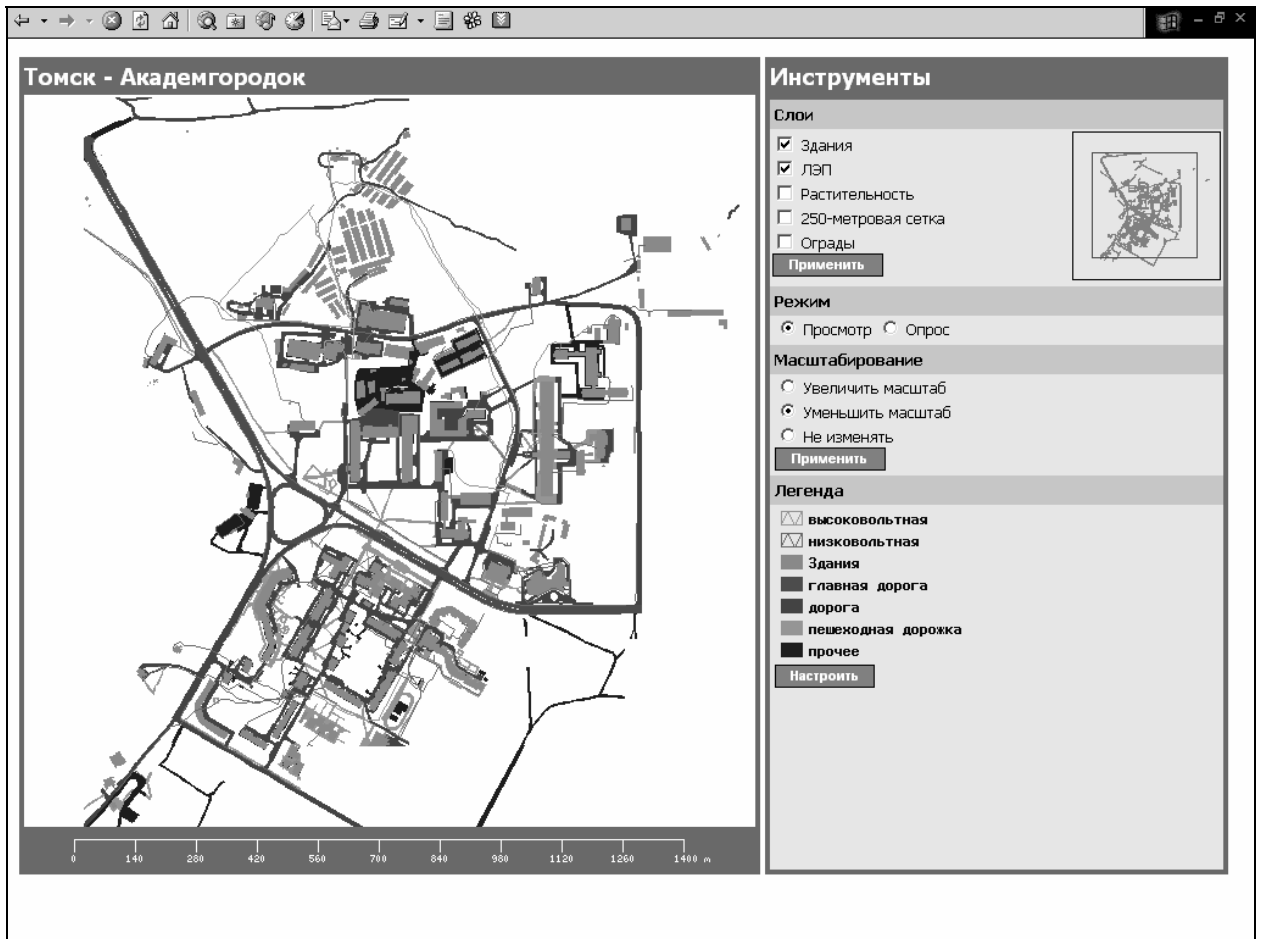 Томск - Академгородок
0 140 280 420 560 700 840 980 1120 1260 1400 m
Инструменты
Слои
Здания
ЛЭП
Растительность
250-метровая сетка
Ограды
Применить
Режим
Просмотр Опрос
Масштабирование
Увеличить масштаб
Уменьшить масштаб
Не изменять
Применить
Легенда
высоковольтная
низковольтная
Здания
главная дорога
дорога
пешеходная дорожка
прочее
Настроить